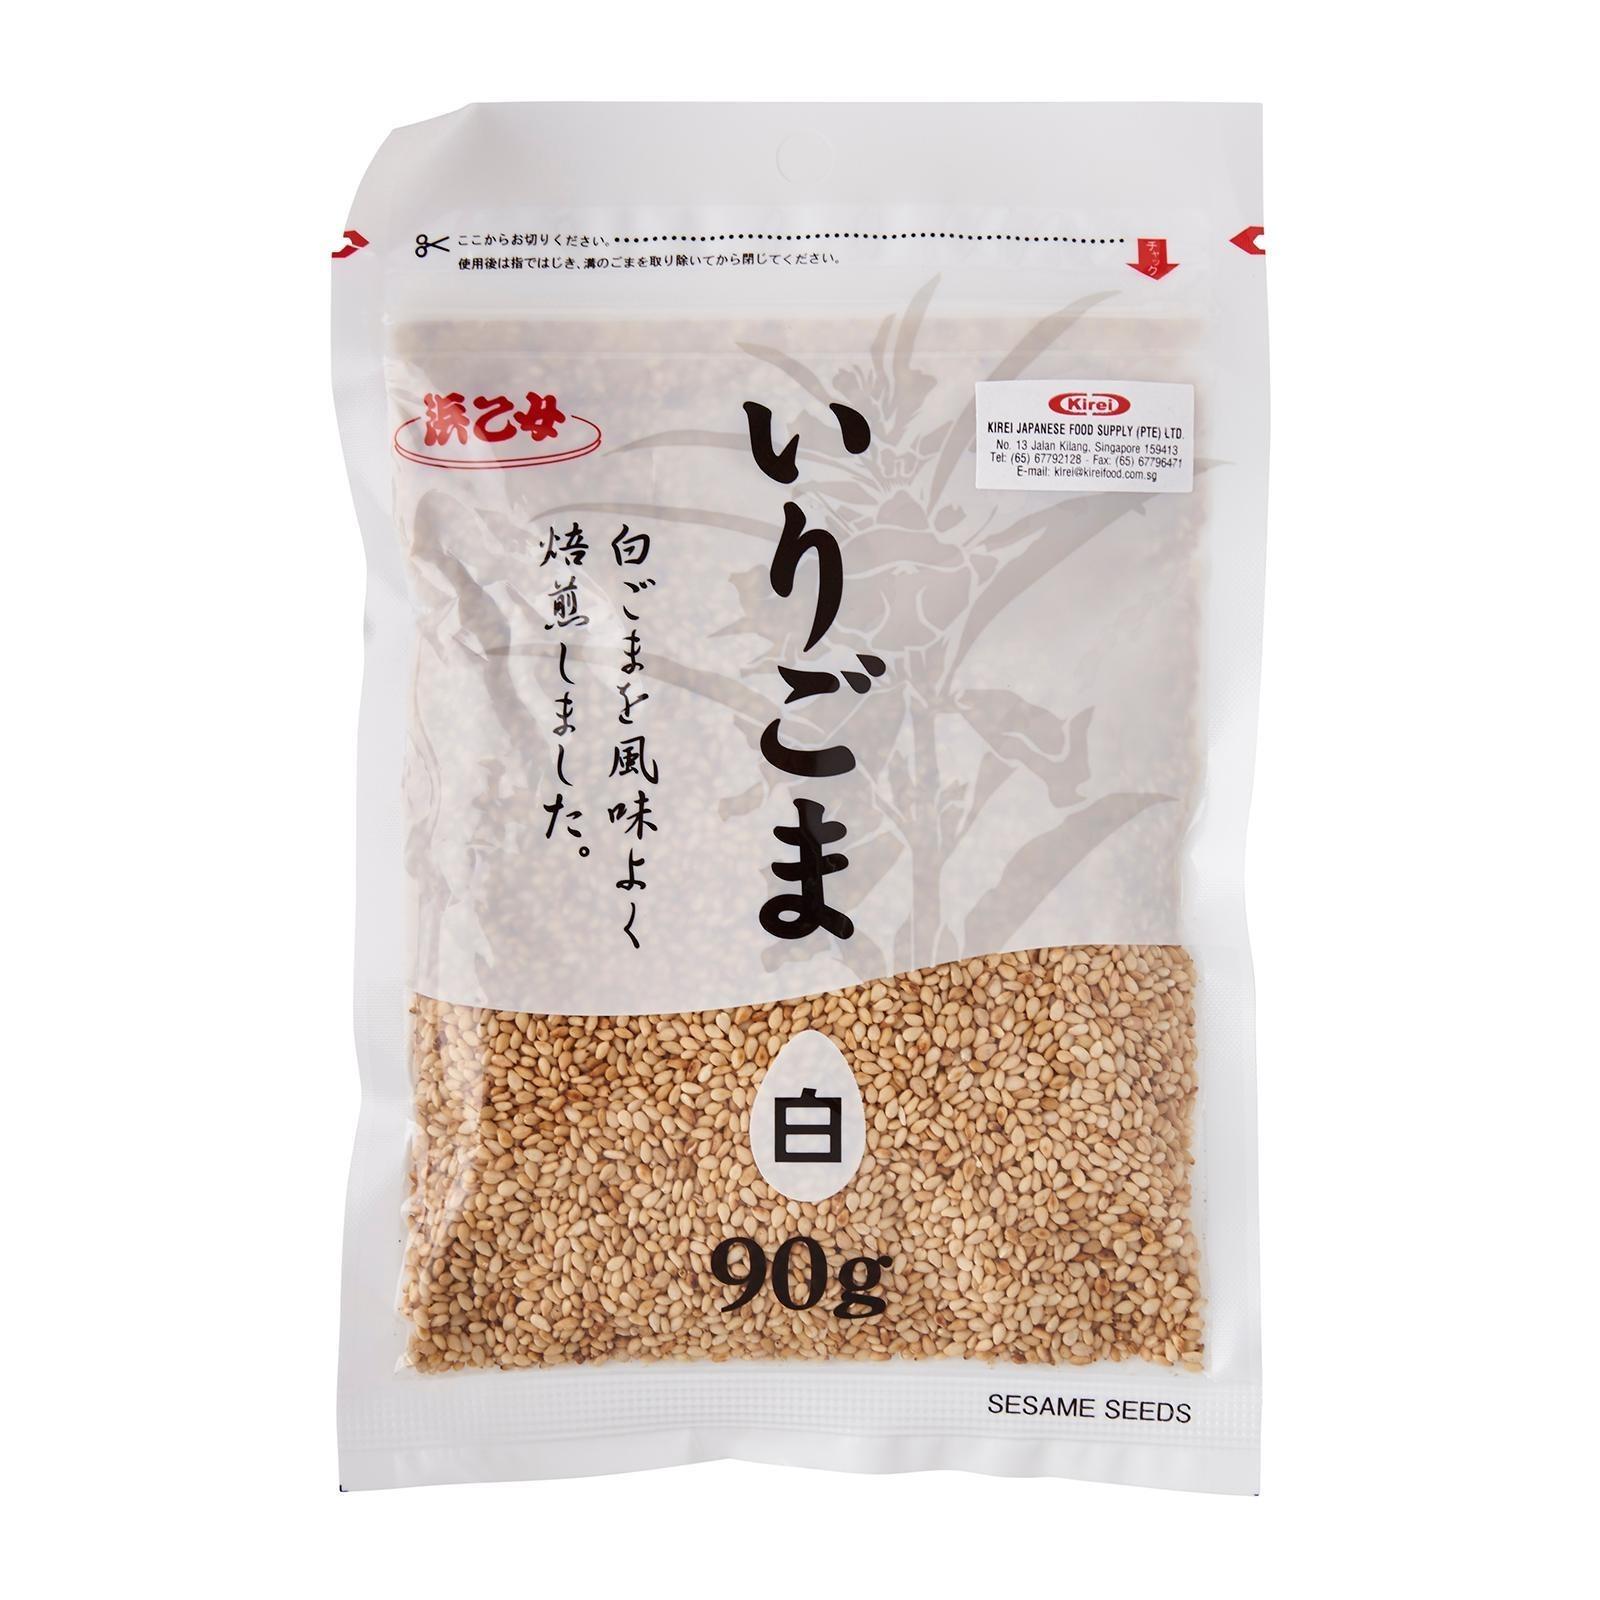 ここからお切りください。
使用後は指ではじき、溝のごまを取り除いてから閉じてください。
チャック
浜乙女
Kirei
KIREI JAPANESE FOOD SUPPLY (PTE) LTD.
No. 13 Jalan Kilang, Singapore 159413
Tel: (65) 67792128 - Fax: (65) 67796471
E-mail: kirei@kireifood.com.sg
いりごま
白ごまを風味よく
焙煎しました。
白
90g
SESAME SEEDS